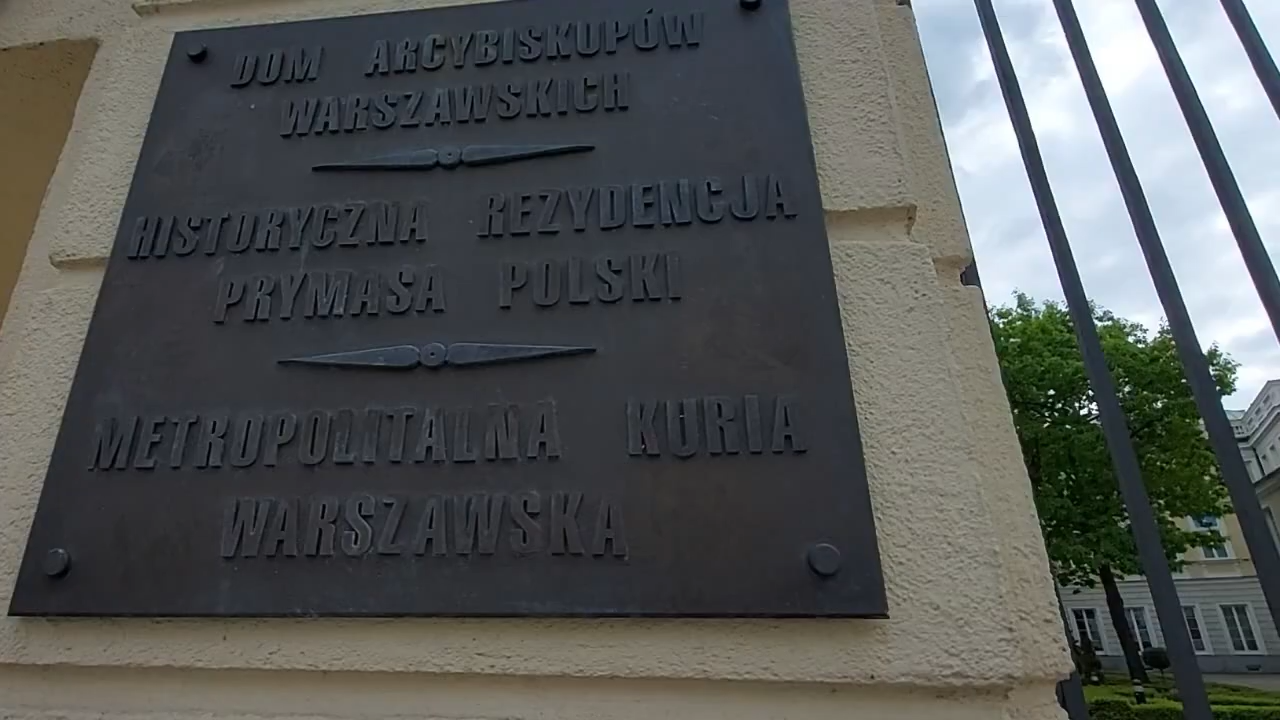 DOM ARCYBISKUPÓW
WARSZAWSKICH
HISTORYCZNA REZYDENCJA
PRYMASA POLSKI
METROPOLITALNA KURIA
WARSZAWSKA